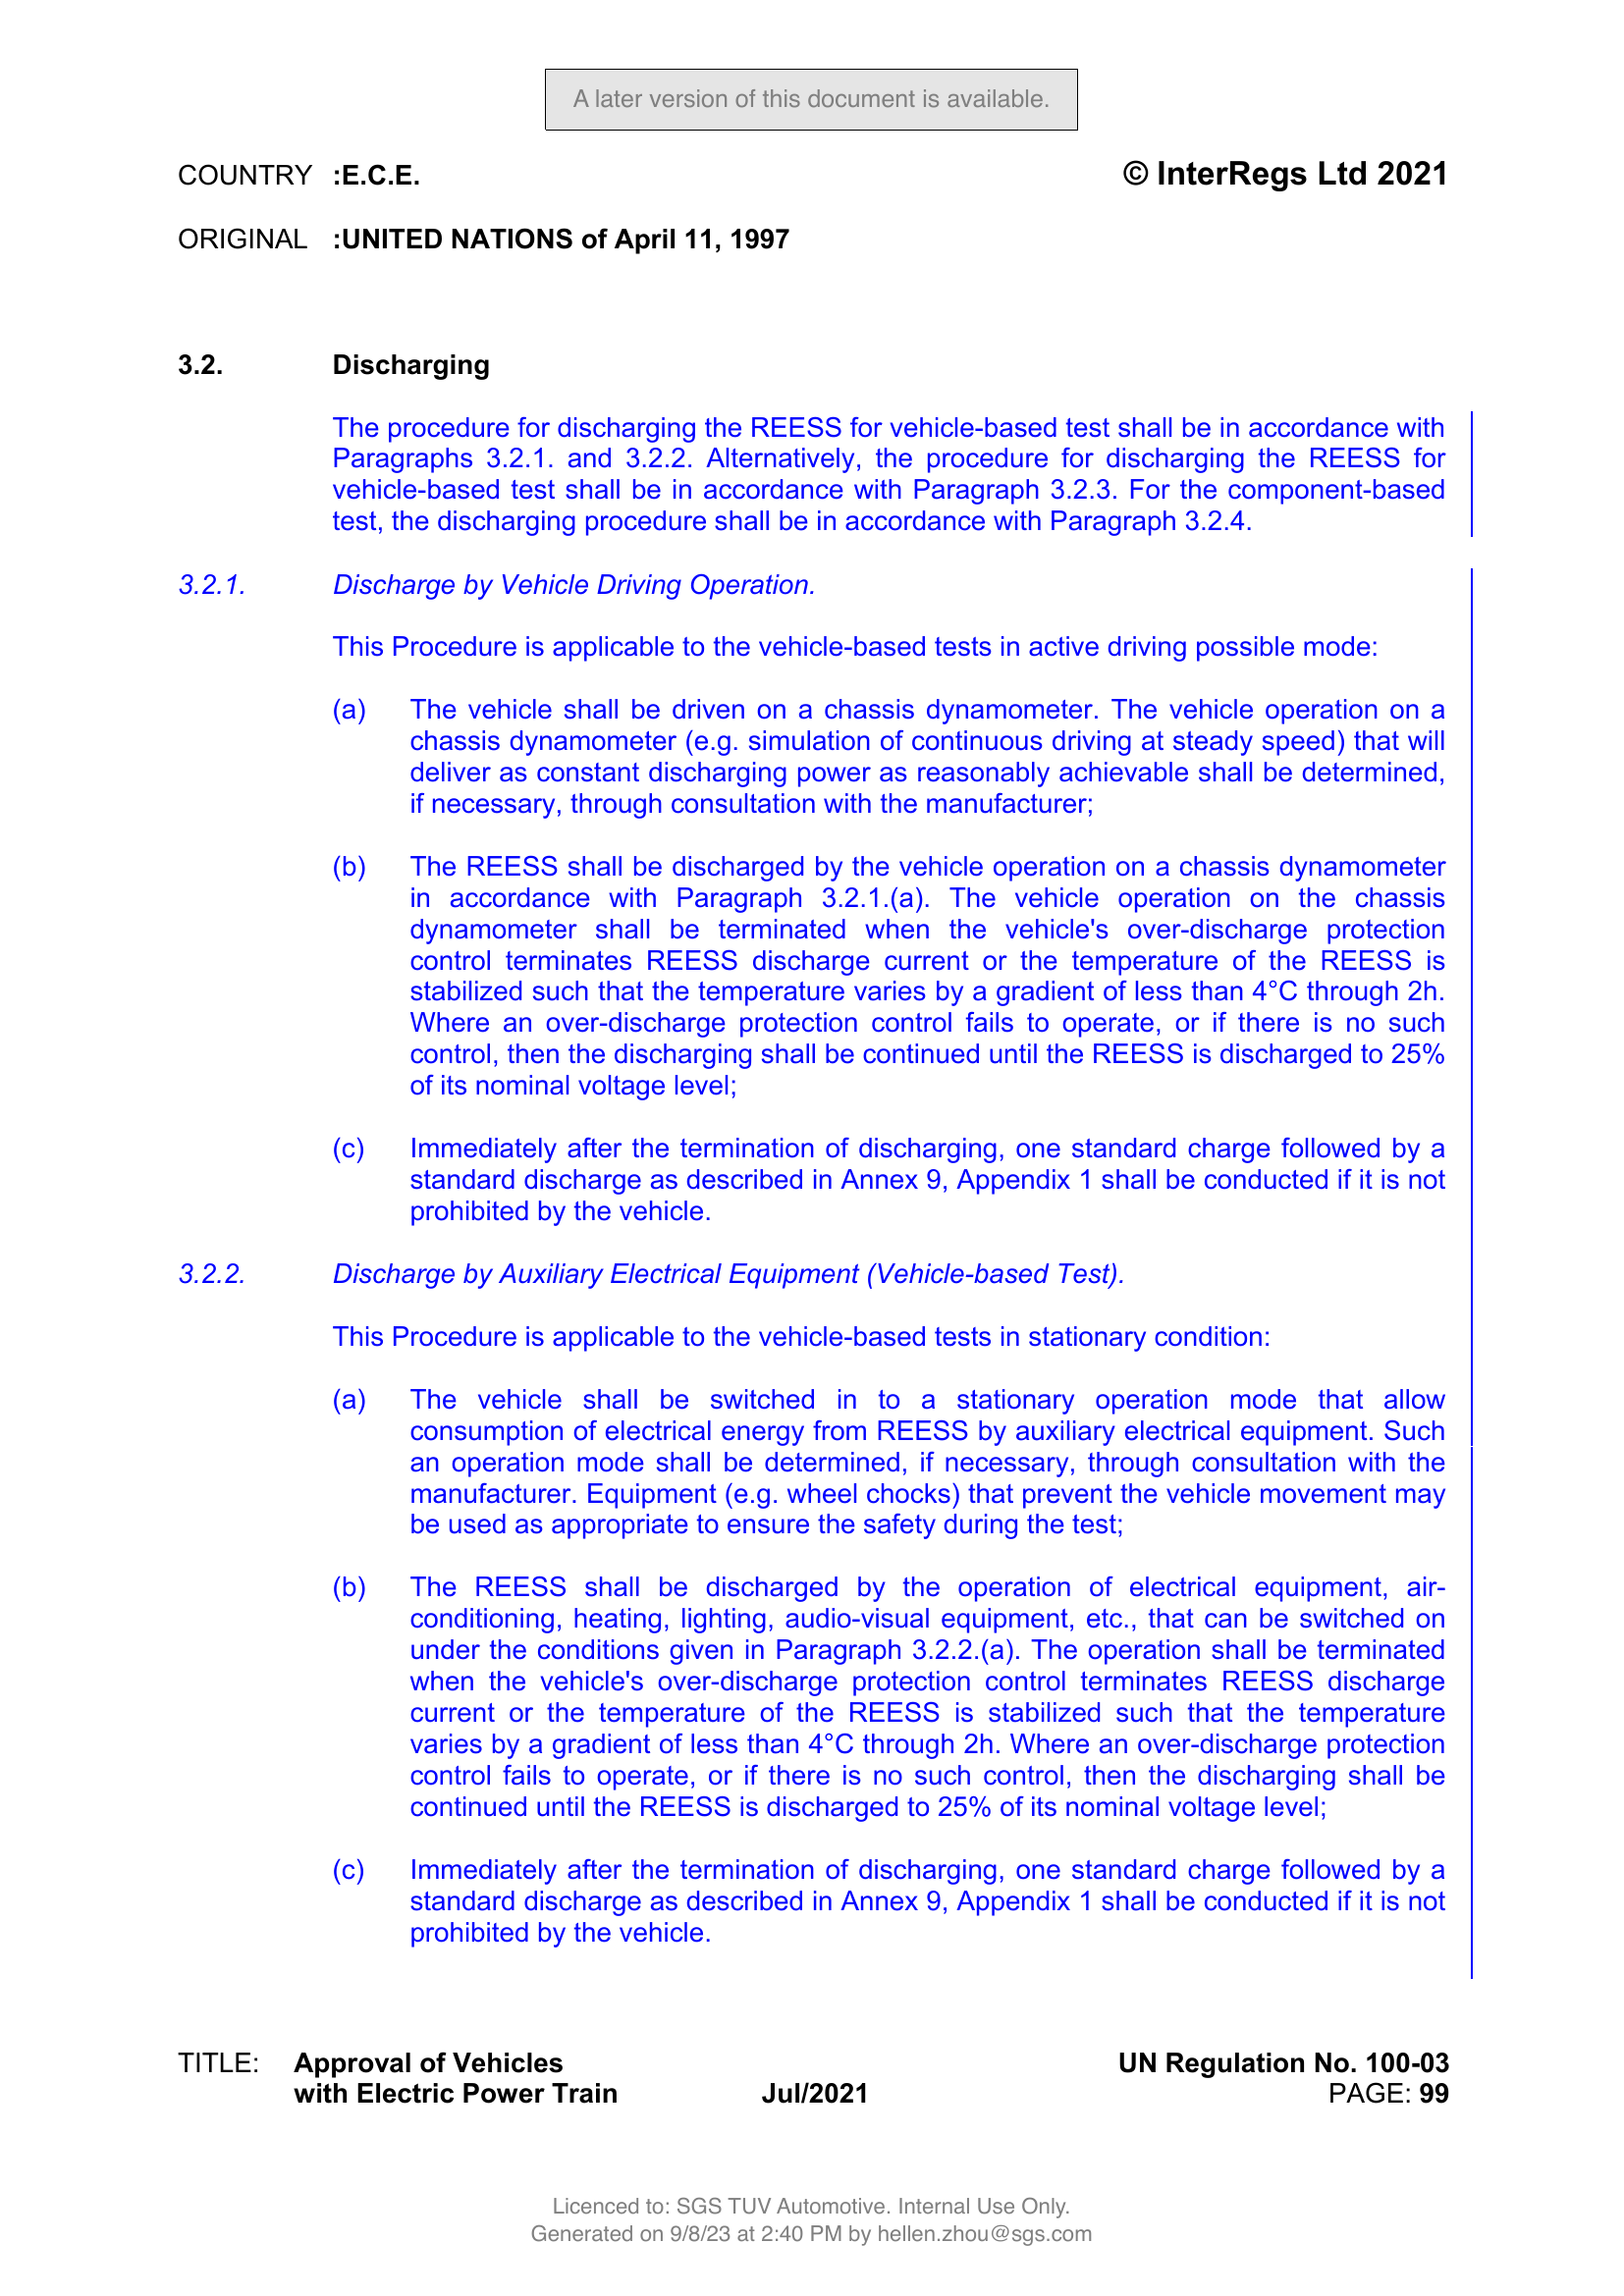 A later version of this document is available.
COUNTRY :E.C.E. © InterRegs Ltd 2021
ORIGINAL :UNITED NATIONS of April 11, 1997
3.2. Discharging
The procedure for discharging the REESS for vehicle-based test shall be in accordance with
Paragraphs 3.2.1. and 3.2.2. Alternatively, the procedure for discharging the REESS for
vehicle-based test shall be in accordance with Paragraph 3.2.3. For the component-based
test, the discharging procedure shall be in accordance with Paragraph 3.2.4.
3.2.1. Discharge by Vehicle Driving Operation.
This Procedure is applicable to the vehicle-based tests in active driving possible mode:
(a) The vehicle shall be driven on a chassis dynamometer. The vehicle operation on a
chassis dynamometer (e.g. simulation of continuous driving at steady speed) that will
deliver as constant discharging power as reasonably achievable shall be determined,
if necessary, through consultation with the manufacturer;
(b) The REESS shall be discharged by the vehicle operation on a chassis dynamometer
in accordance with Paragraph 3.2.1.(a). The vehicle operation on the chassis
dynamometer shall be terminated when the vehicle's over-discharge protection
control terminates REESS discharge current or the temperature of the REESS is
stabilized such that the temperature varies by a gradient of less than 4°C through 2h.
Where an over-discharge protection control fails to operate, or if there is no such
control, then the discharging shall be continued until the REESS is discharged to 25%
of its nominal voltage level;
(c) Immediately after the termination of discharging, one standard charge followed by a
standard discharge as described in Annex 9, Appendix 1 shall be conducted if it is not
prohibited by the vehicle.
3.2.2. Discharge by Auxiliary Electrical Equipment (Vehicle-based Test).
This Procedure is applicable to the vehicle-based tests in stationary condition:
(a) The vehicle shall be switched in to a stationary operation mode that allow
consumption of electrical energy from REESS by auxiliary electrical equipment. Such
an operation mode shall be determined, if necessary, through consultation with the
manufacturer. Equipment (e.g. wheel chocks) that prevent the vehicle movement may
be used as appropriate to ensure the safety during the test;
(b) The REESS shall be discharged by the operation of electrical equipment, air-
conditioning, heating, lighting, audio-visual equipment, etc., that can be switched on
under the conditions given in Paragraph 3.2.2.(a). The operation shall be terminated
when the vehicle's over-discharge protection control terminates REESS discharge
current or the temperature of the REESS is stabilized such that the temperature
varies by a gradient of less than 4°C through 2h. Where an over-discharge protection
control fails to operate, or if there is no such control, then the discharging shall be
continued until the REESS is discharged to 25% of its nominal voltage level;
(c) Immediately after the termination of discharging, one standard charge followed by a
standard discharge as described in Annex 9, Appendix 1 shall be conducted if it is not
prohibited by the vehicle.
TITLE: Approval of Vehicles UN Regulation No. 100-03
with Electric Power Train Jul/2021 PAGE: 99
Licenced to: SGS TUV Automotive. Internal Use Only.
Generated on 9/8/23 at 2:40 PM by hellen.zhou@sgs.com